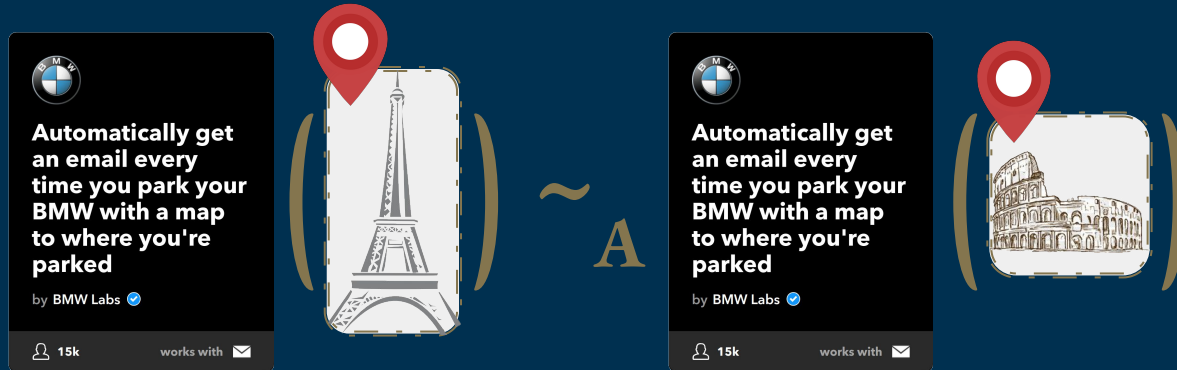 BMW
Automatically get
an email every
time you park your
BMW with a map
to where you're
parked
by BMW Labs
15k works with
( ) ~ A
BMW
Automatically get
an email every
time you park your
BMW with a map
to where you're
parked
by BMW Labs
15k works with
( )